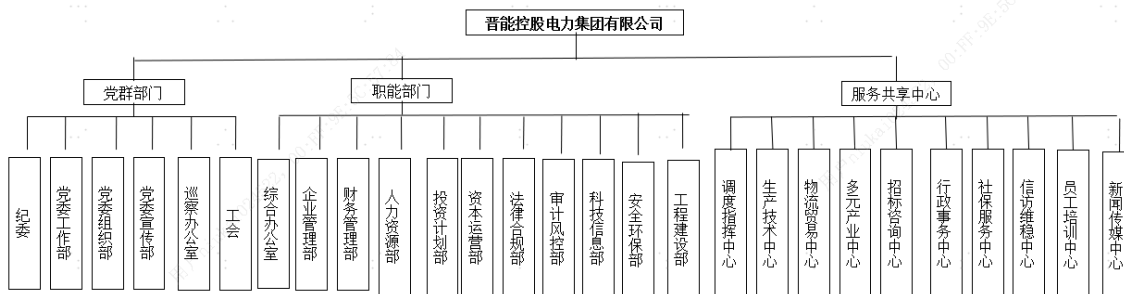 晋能控股电力集团有限公司
党群部门
职能部门
服务共享中心
纪委
党委工作部
党委组织部
党委宣传部
巡察办公室
工会
综合办公室
企业管理部
财务管理部
人力资源部
投资计划部
资本运营部
法律合规部
审计风控部
科技信息部
安全环保部
工程建设部
调度指挥中心
生产技术中心
物流贸易中心
多元产业中心
招标咨询中心
行政事务中心
社保服务中心
信访维稳中心
员工培训中心
新闻传媒中心